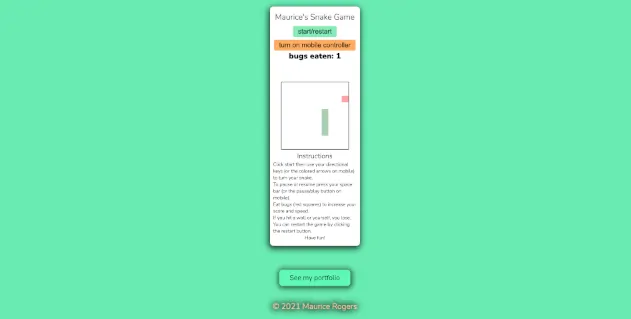 Maurice's Snake Game
start/restart
turn on mobile controller
bugs eaten: 1
Instructions
Click start then use your directional
keys (or the colored arrows on mobile)
to turn your snake.
To pause or resume press your space
bar (or the pause/play button on
mobile).
Eat bugs (red squares) to increase your
score and speed.
If you hit a wall or yourself, you lose.
You can restart the game by clicking
the restart button.
Have fun!
See my portfolio
© 2021 Maurice Rogers